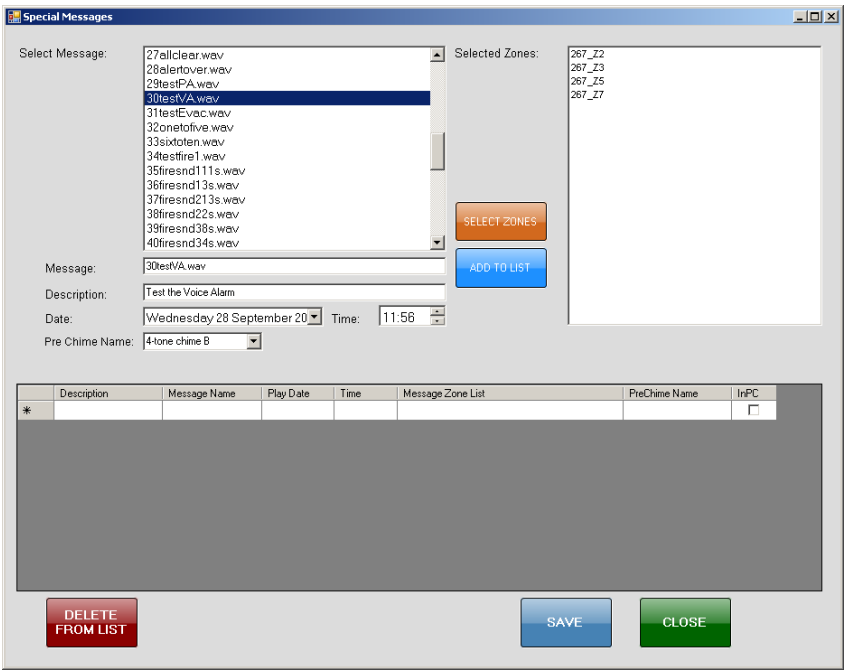 Special Messages
Select Message:
27allclear.wav
28alertover.wav
29testPA.wav
30testVA.wav
31testEvac.wav
32onetofive.wav
33sixtoten.wav
34testfire1.wav
35firesnd111s.wav
36firesnd13s.wav
37firesnd213s.wav
38firesnd22s.wav
39firesnd38s.wav
40firesnd34s.wav
Selected Zones:
267_Z2
267_Z3
267_Z5
267_Z7
SELECT ZONES
ADD TO LIST
Message: 30testVA.wav
Description: Test the Voice Alarm
Date: Wednesday 28 September 20 Time: 11:56
Pre Chime Name: 4-tone chime B
Description Message Name Play Date Time Message Zone List PreChime Name InPC
DELETE
FROM LIST
SAVE
CLOSE